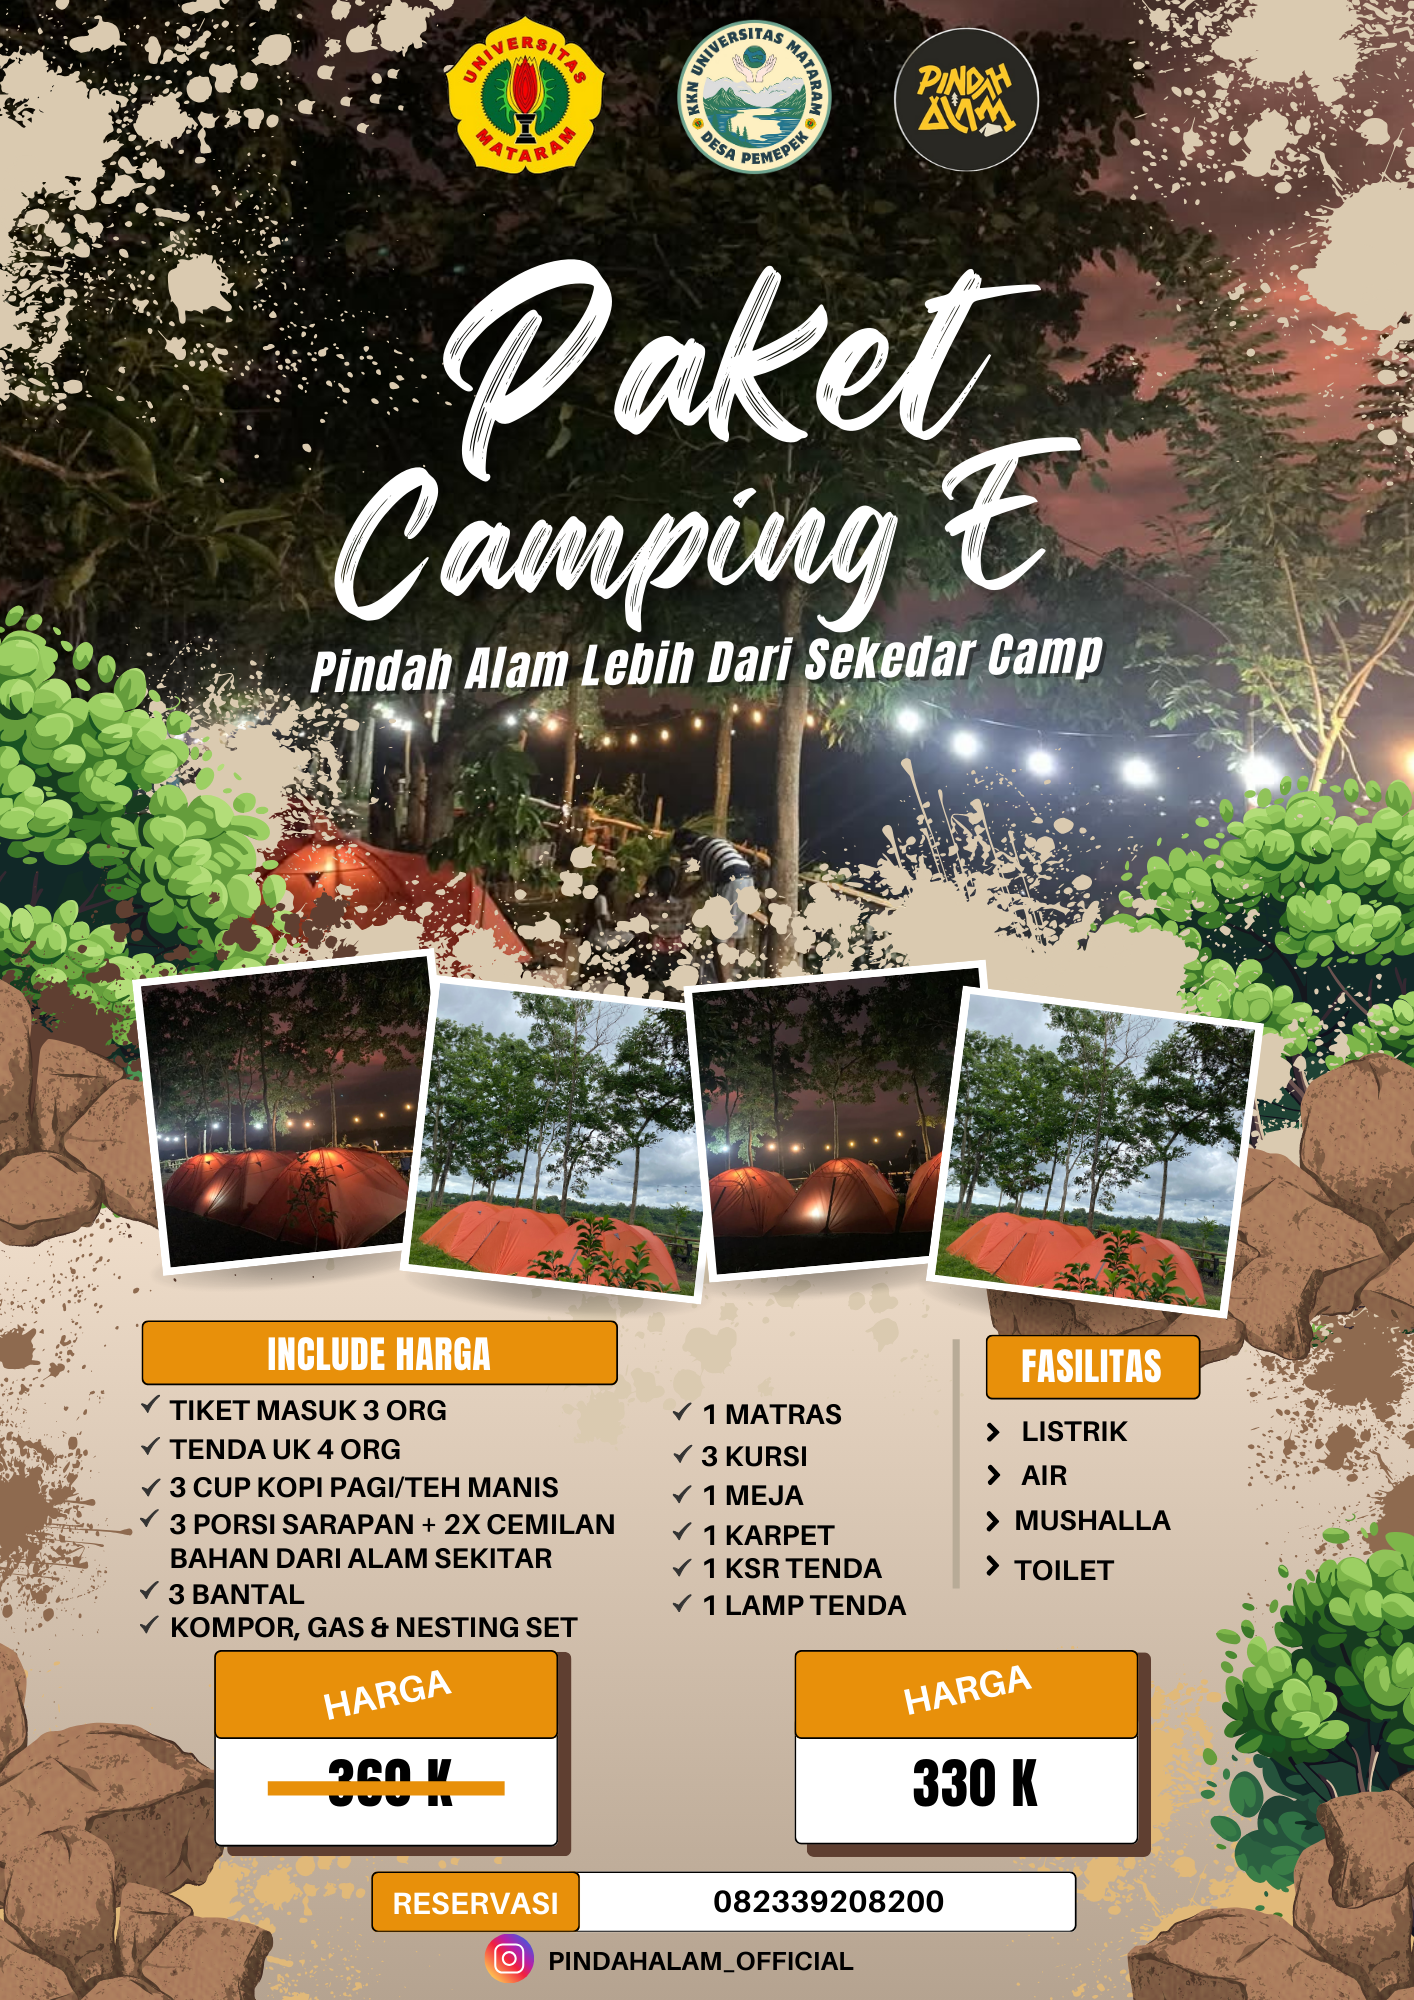 UNIVERSITAS
MATARAM
KKN UNIVERSITAS MATARAM
DESA PEMEPEK
PINDAH
ALAM
Paket
Camping E
Pindah Alam Lebih Dari Sekedar Camp
INCLUDE HARGA
TIKET MASUK 3 ORG
TENDA UK 4 ORG
3 CUP KOPI PAGI/TEH MANIS
3 PORSI SARAPAN + 2X CEMILAN
BAHAN DARI ALAM SEKITAR
3 BANTAL
KOMPOR, GAS & NESTING SET
1 MATRAS
3 KURSI
1 MEJA
1 KARPET
1 KSR TENDA
1 LAMP TENDA
FASILITAS
LISTRIK
AIR
MUSHALLA
TOILET
HARGA
360 K
HARGA
330 K
RESERVASI
082339208200
PINDAHALAM_OFFICIAL